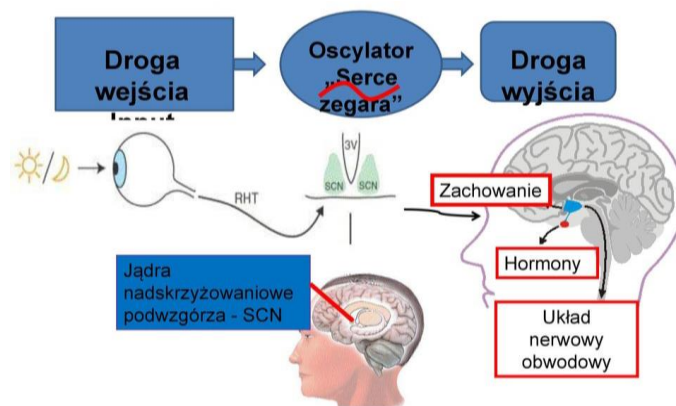 Droga
wejścia
Oscylator
„Serce
zegara”
Droga
wyjścia
3V
SCN SCN
RHT
Zachowanie
Hormony
Układ
nerwowy
obwodowy
Jądra
nadskrzyżowaniowe
podwzgórza - SCN